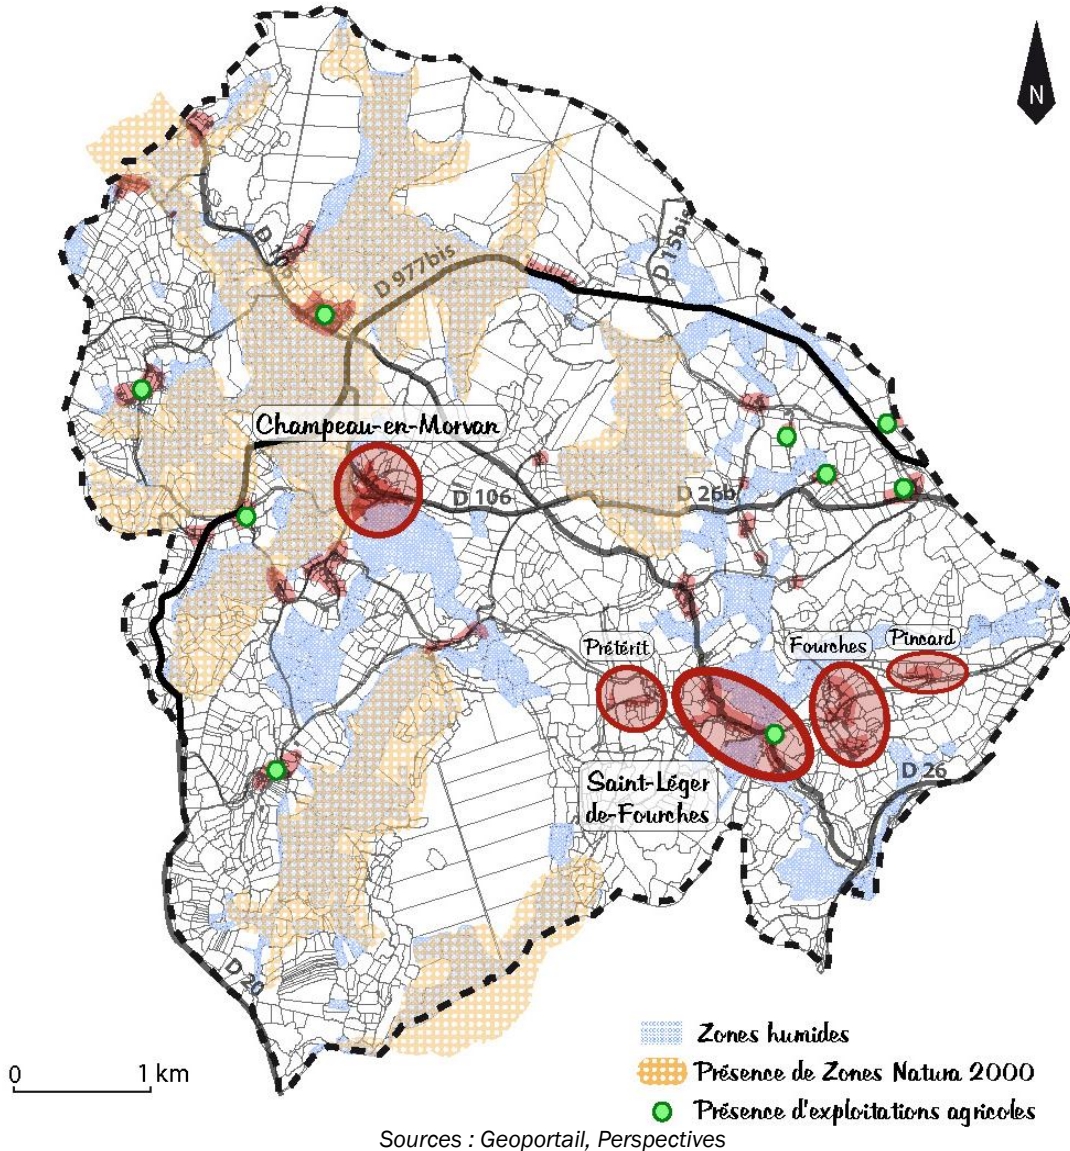 N
D 15bis
D 106
D 977bis
Champeau-en-Morvan
D 106
D 26b
Prétérit
Fourches
Pincard
Saint-Léger
de-Fourches
D 26
D 20
Zones humides
0 1 km
Présence de Zones Natura 2000
Présence d'exploitations agricoles
Sources : Geoportail, Perspectives